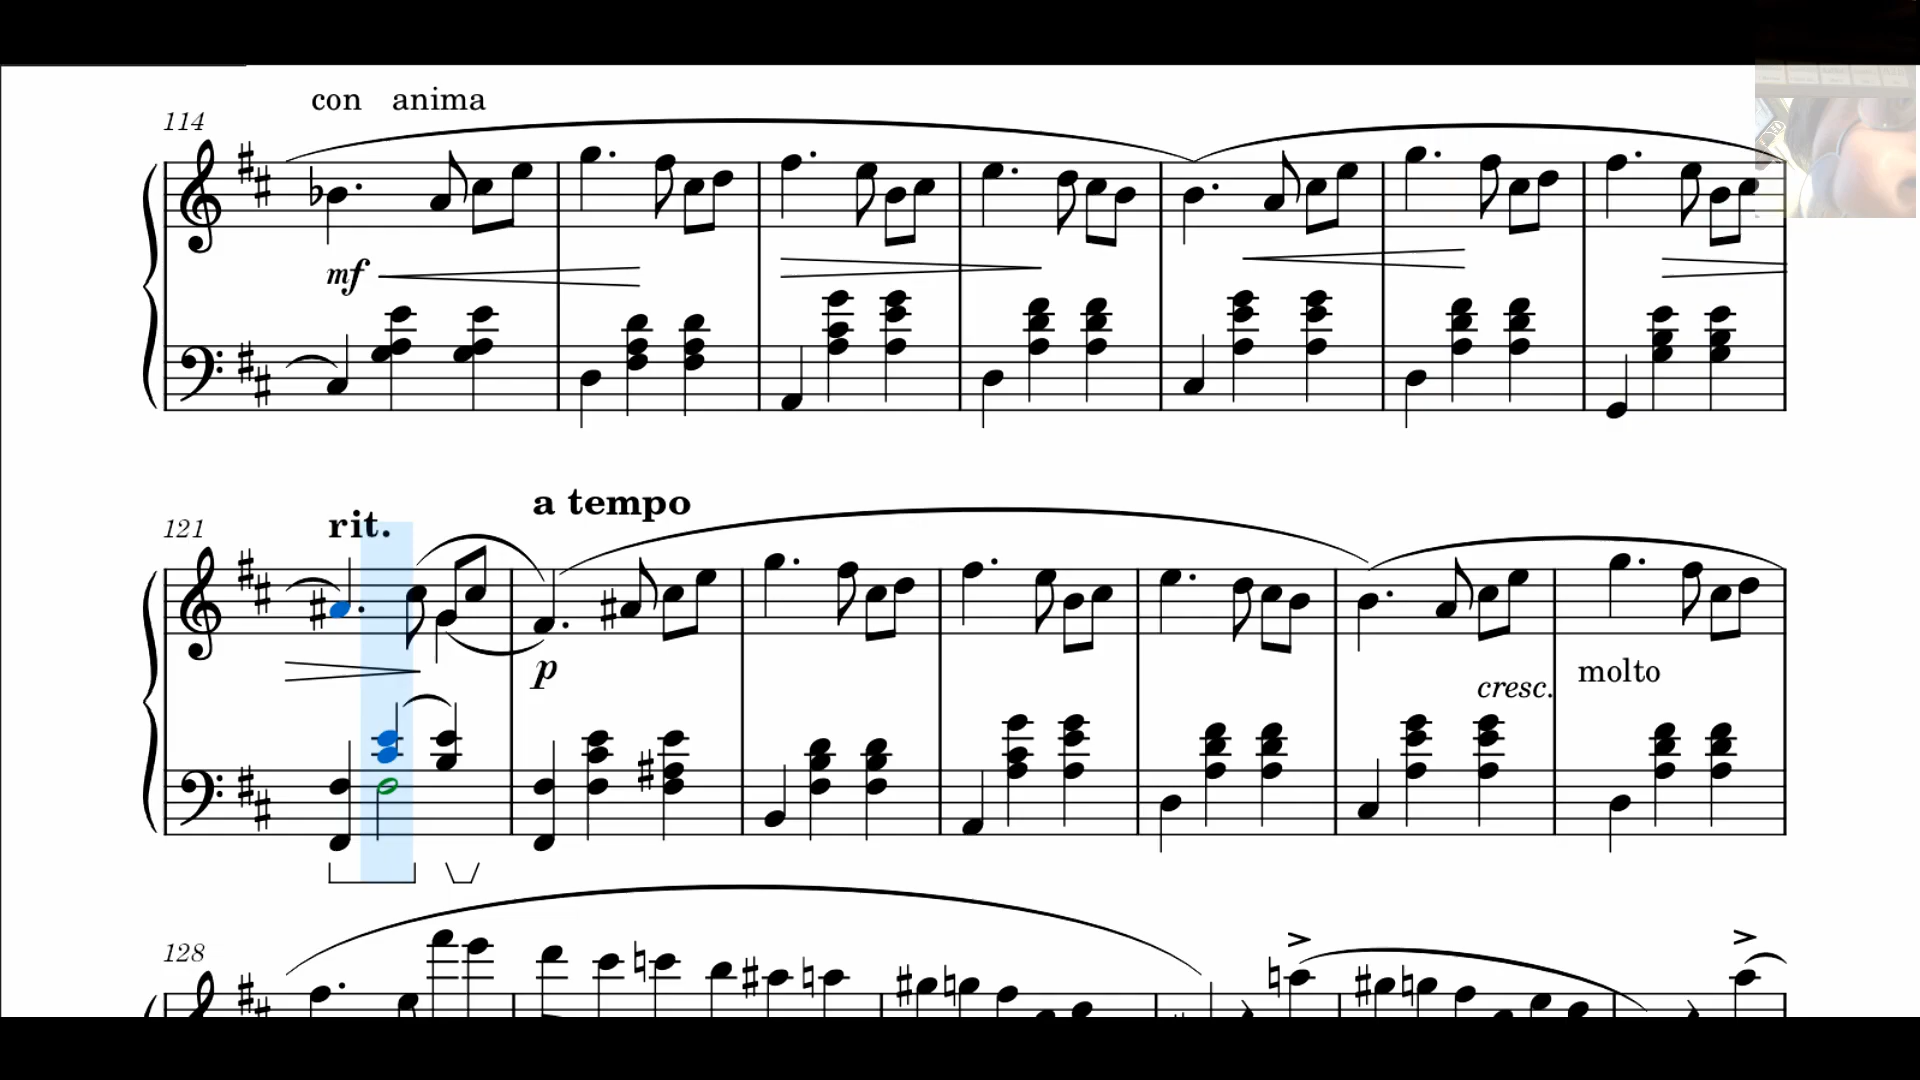 con anima
114
mf
121
rit.
a tempo
p
cresc.
molto
128